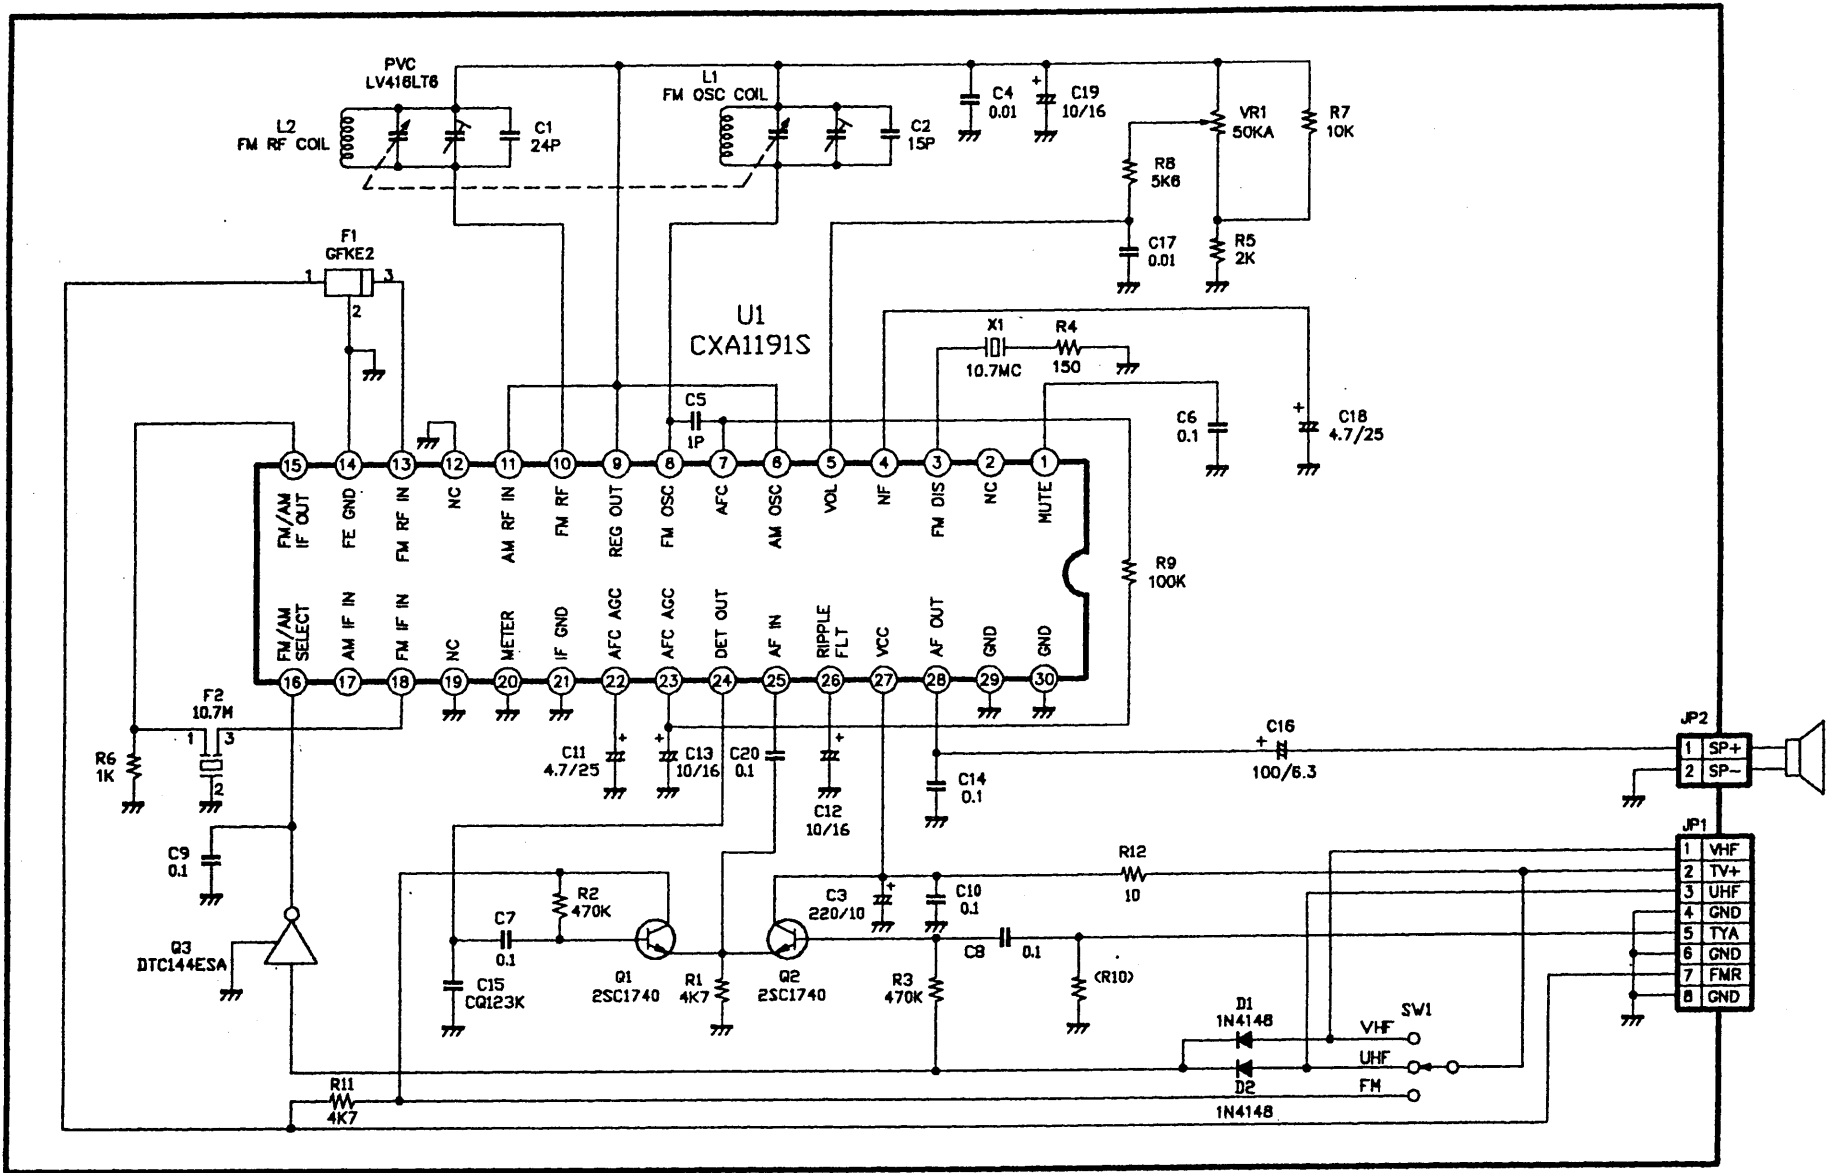 PVC
LV416LT6
L1
FM OSC COIL
L2
FM RF COIL
C1
24P
C2
15P
C4
0.01
+
C19
10/16
VR1
50KA
R7
10K
R8
5K6
C17
0.01
R5
2K
F1
GFKE2
1
3
2
U1
CXA1191S
X1
10.7MC
R4
150
C5
1P
C6
0.1
+
C18
4.7/25
15
14
13
12
11
10
9
8
7
6
5
4
3
2
1
FM/AM
IF OUT
FE GND
FM RF IN
NC
AM RF IN
FM RF
REG OUT
FM OSC
AFC
AM OSC
VOL
NF
FM DIS
NC
MUTE
R9
100K
FM/AM
SELECT
AM IF IN
FM IF IN
NC
METER
IF GND
AFC AGC
AFC AGC
DET OUT
AF IN
RIPPLE
FLT
VCC
AF OUT
GND
GND
16
17
18
19
20
21
22
23
24
25
26
27
28
29
30
F2
10.7M
1
3
2
R6
1K
C11
4.7/25
+
+
C13
10/16
C20
0.1
+
C12
10/16
C14
0.1
+
C16
100/6.3
JP2
1 SP+
2 SP-
C9
0.1
JP1
1 VHF
2 TV+
3 UHF
4 GND
5 TYA
6 GND
7 FMR
8 GND
R12
10
R2
470K
C3
220/10
+
C10
0.1
C7
0.1
C8
0.1
Q3
DTC144ESA
C15
CQ123K
Q1
2SC1740
R1
4K7
Q2
2SC1740
R3
470K
(R10)
D1
1N4148
SW1
VHF
UHF
FM
D2
1N4148
R11
4K7